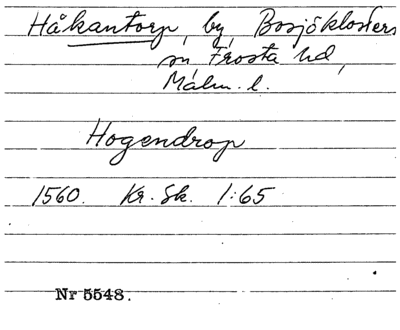 Håkantorp, by, Bosjöklosters
sn, Frosta hd,
Malm. l.
Hogendrop
1560. Kr. Sk. 1:65
Nr 5548.